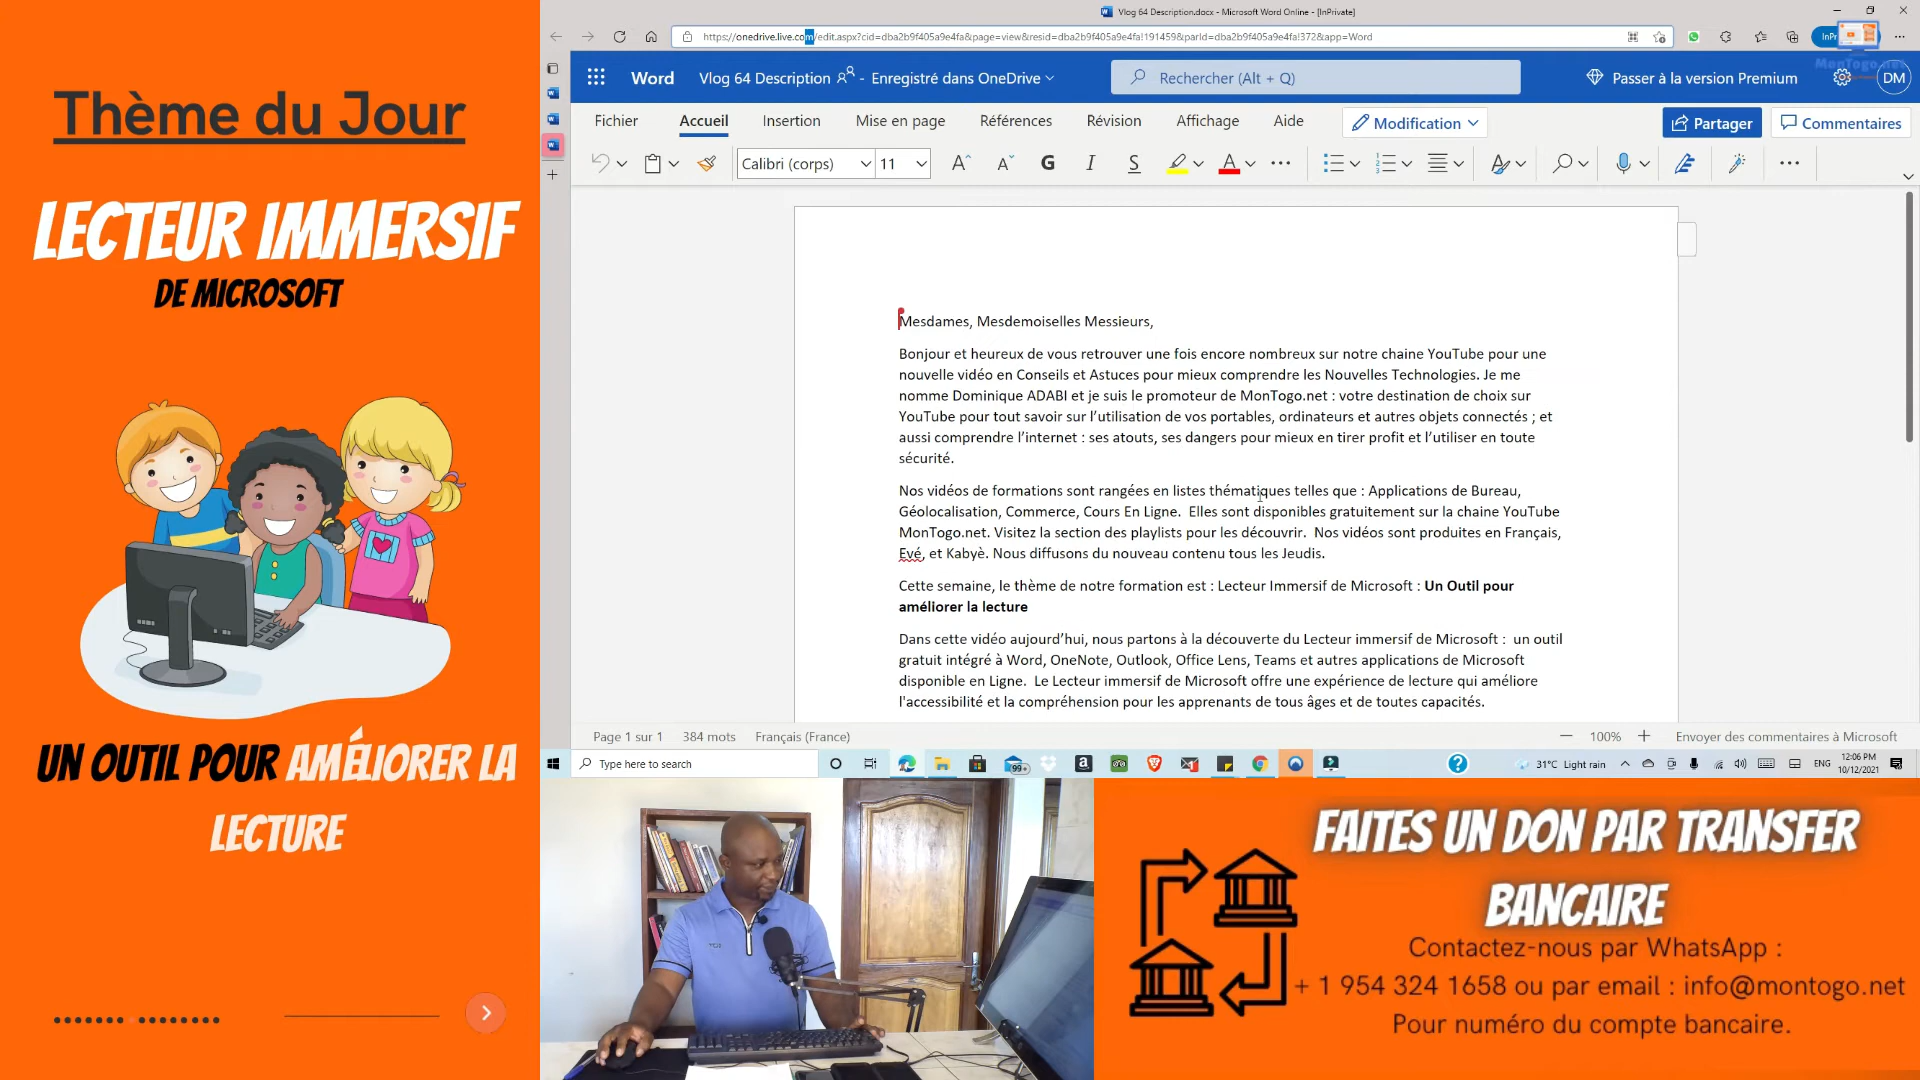 Thème du Jour
LECTEUR IMMERSIF
DE MICROSOFT
UN OUTIL POUR AMÉLIORER LA
LECTURE
Vlog 64 Description.docx - Microsoft Word Online - [InPrivate]
https://onedrive.live.com/edit.aspx?cid=dba2b9f405a9e4fa&page=view&resid=dba2b9f405a9e4fa!191459&parId=dba2b9f405a9e4fa!372&app=Word
InPr
MonTogo.net
Word
Vlog 64 Description - Enregistré dans OneDrive
Rechercher (Alt + Q)
Passer à la version Premium
DM
Fichier Accueil Insertion Mise en page Références Révision Affichage Aide Modification Partager Commentaires
Calibri (corps) 11 A A G I S A
Mesdames, Mesdemoiselles Messieurs,
Bonjour et heureux de vous retrouver une fois encore nombreux sur notre chaine YouTube pour une
nouvelle vidéo en Conseils et Astuces pour mieux comprendre les Nouvelles Technologies. Je me
nomme Dominique ADABI et je suis le promoteur de MonTogo.net : votre destination de choix sur
YouTube pour tout savoir sur l’utilisation de vos portables, ordinateurs et autres objets connectés ; et
aussi comprendre l’internet : ses atouts, ses dangers pour mieux en tirer profit et l’utiliser en toute
sécurité.
Nos vidéos de formations sont rangées en listes thématiques telles que : Applications de Bureau,
Géolocalisation, Commerce, Cours En Ligne.  Elles sont disponibles gratuitement sur la chaine YouTube
MonTogo.net. Visitez la section des playlists pour les découvrir.  Nos vidéos sont produites en Français,
Evé, et Kabyè. Nous diffusons du nouveau contenu tous les Jeudis.
Cette semaine, le thème de notre formation est : Lecteur Immersif de Microsoft : Un Outil pour
améliorer la lecture
Dans cette vidéo aujourd’hui, nous partons à la découverte du Lecteur immersif de Microsoft :  un outil
gratuit intégré à Word, OneNote, Outlook, Office Lens, Teams et autres applications de Microsoft
disponible en Ligne.  Le Lecteur immersif de Microsoft offre une expérience de lecture qui améliore
l'accessibilité et la compréhension pour les apprenants de tous âges et de toutes capacités.
Page 1 sur 1 384 mots Français (France) 100% Envoyer des commentaires à Microsoft
Type here to search
99+
31°C Light rain ENG 12:06 PM
10/12/2021
FAITES UN DON PAR TRANSFER
BANCAIRE
Contactez-nous par WhatsApp :
+ 1 954 324 1658 ou par email : info@montogo.net
Pour numéro du compte bancaire.